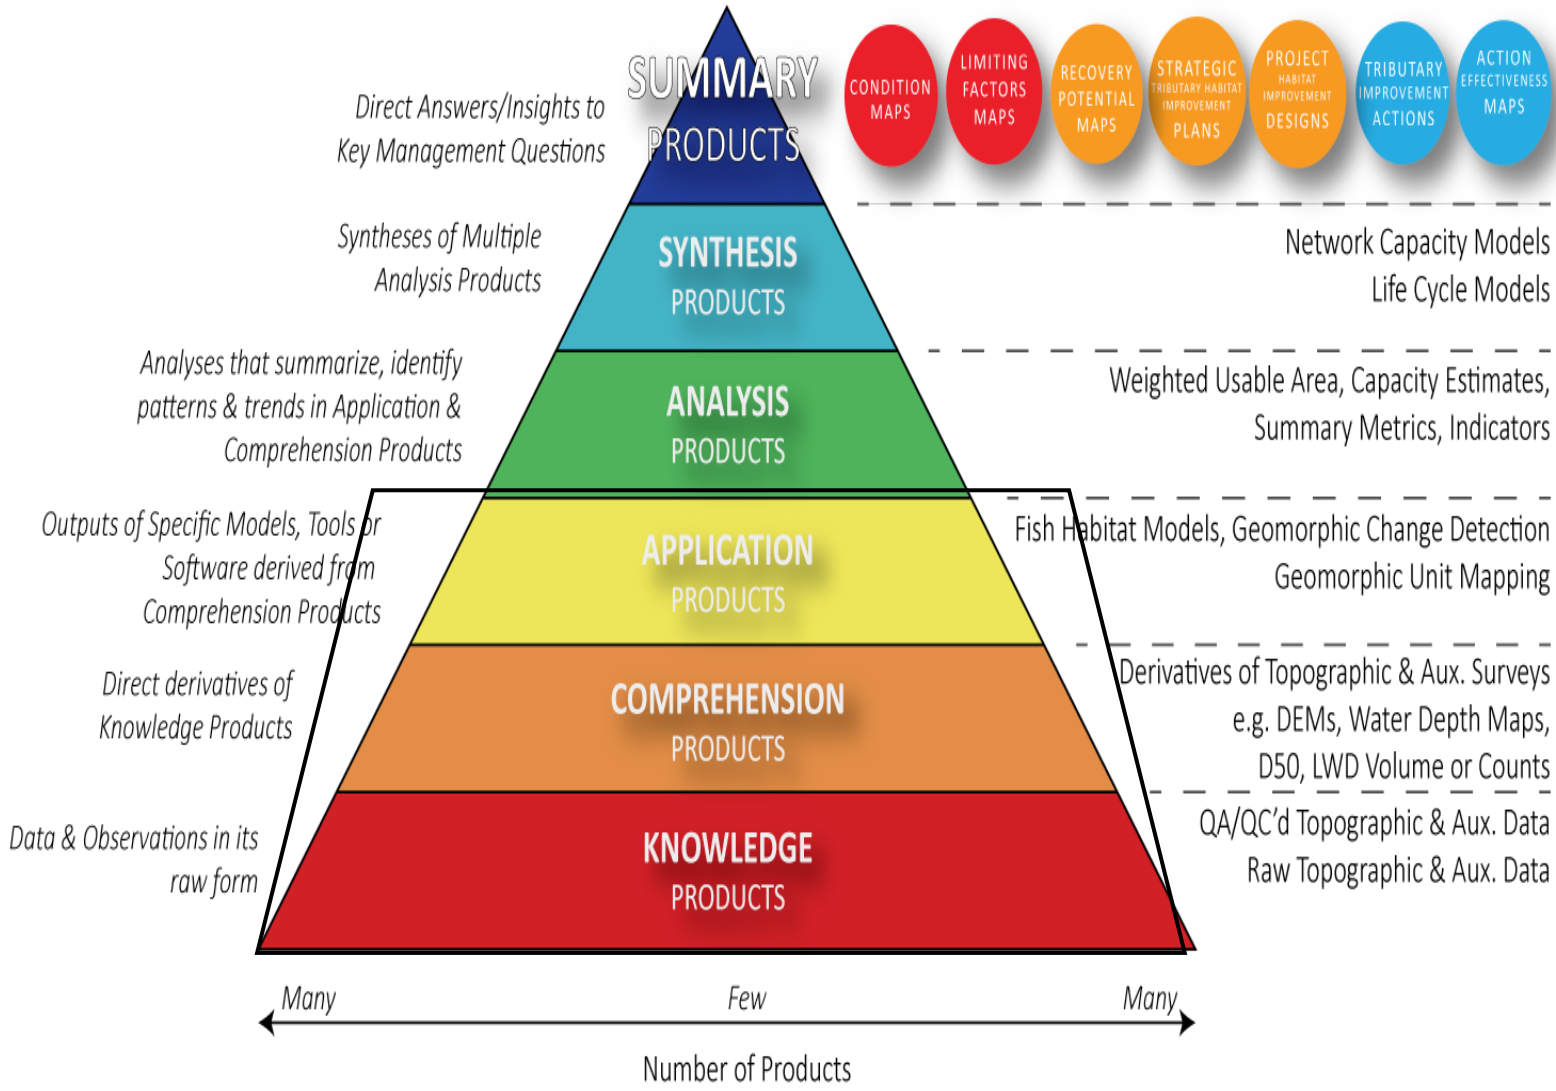 SUMMARY
PRODUCTS
Direct Answers/Insights to
Key Management Questions
CONDITION
MAPS
LIMITING
FACTORS
MAPS
RECOVERY
POTENTIAL
MAPS
STRATEGIC
TRIBUTARY HABITAT
IMPROVEMENT
PLANS
PROJECT
HABITAT
IMPROVEMENT
DESIGNS
TRIBUTARY
IMPROVEMENT
ACTIONS
ACTION
EFFECTIVENESS
MAPS
Syntheses of Multiple
Analysis Products
SYNTHESIS
PRODUCTS
Network Capacity Models
Life Cycle Models
Analyses that summarize, identify
patterns & trends in Application &
Comprehension Products
ANALYSIS
PRODUCTS
Weighted Usable Area, Capacity Estimates,
Summary Metrics, Indicators
Outputs of Specific Models, Tools or
Software derived from
Comprehension Products
APPLICATION
PRODUCTS
Fish Habitat Models, Geomorphic Change Detection
Geomorphic Unit Mapping
Direct derivatives of
Knowledge Products
COMPREHENSION
PRODUCTS
Derivatives of Topographic & Aux. Surveys
e.g. DEMs, Water Depth Maps,
D50, LWD Volume or Counts
Data & Observations in its
raw form
KNOWLEDGE
PRODUCTS
QA/QC'd Topographic & Aux. Data
Raw Topographic & Aux. Data
Many
Few
Many
Number of Products